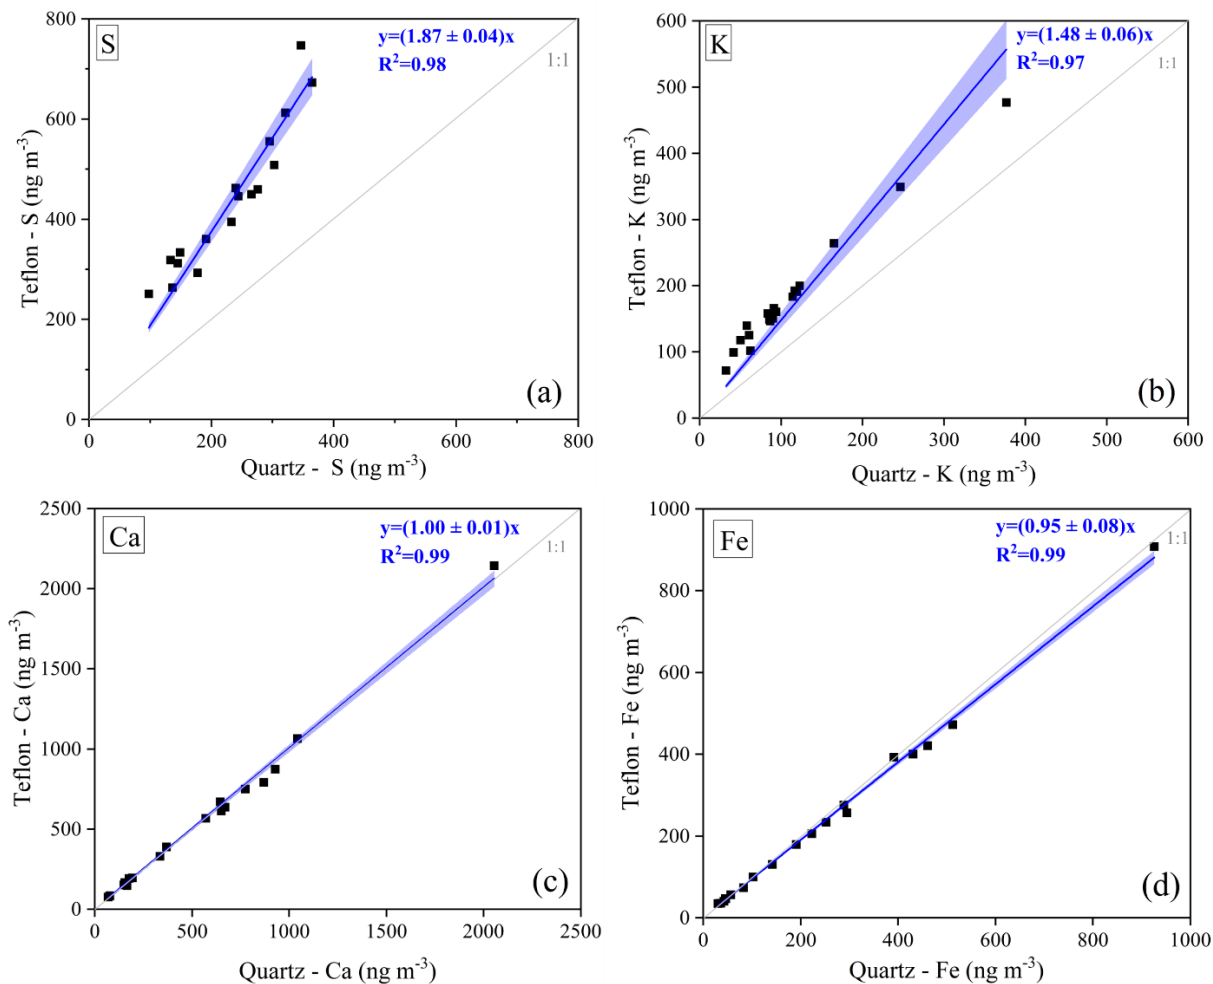 S
y=(1.87 ± 0.04)x
R²=0.98
1:1
800
600
400
200
0
Teflon - S (ng m⁻³)
(a)
0 200 400 600 800
Quartz - S (ng m⁻³)
K
y=(1.48 ± 0.06)x
R²=0.97
1:1
600
500
400
300
200
100
0
Teflon - K (ng m⁻³)
(b)
0 100 200 300 400 500 600
Quartz - K (ng m⁻³)
Ca
y=(1.00 ± 0.01)x
R²=0.99
1:1
2500
2000
1500
1000
500
0
Teflon - Ca (ng m⁻³)
(c)
0 500 1000 1500 2000 2500
Quartz - Ca (ng m⁻³)
Fe
y=(0.95 ± 0.08)x
R²=0.99
1:1
1000
800
600
400
200
0
Teflon - Fe (ng m⁻³)
(d)
0 200 400 600 800 1000
Quartz - Fe (ng m⁻³)